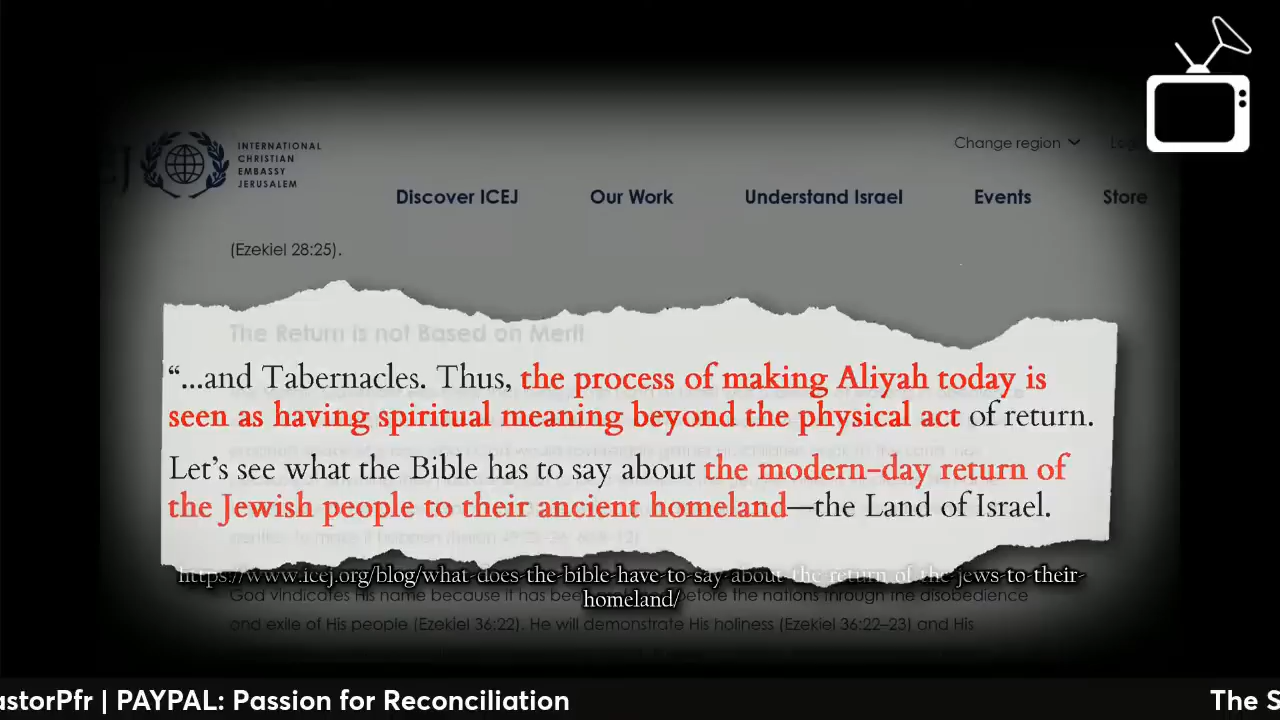 INTERNATIONAL
CHRISTIAN
EMBASSY
JERUSALEM
Change region
Discover ICEJ Our Work Understand Israel Events Store
(Ezekiel 28:25).
The Return is not Based on Merit
“...and Tabernacles. Thus, the process of making Aliyah today is
seen as having spiritual meaning beyond the physical act of return.
Let’s see what the Bible has to say about the modern-day return of
the Jewish people to their ancient homeland—the Land of Israel.
https://www.icej.org/blog/what-does-the-bible-have-to-say-about-the-return-of-the-jews-to-their-
homeland/
God vindicates His name because it has been before the nations through the disobedience
and exile of His people (Ezekiel 36:22). He will demonstrate His holiness (Ezekiel 36:22–23) and His
astorPfr | PAYPAL: Passion for Reconciliation The S